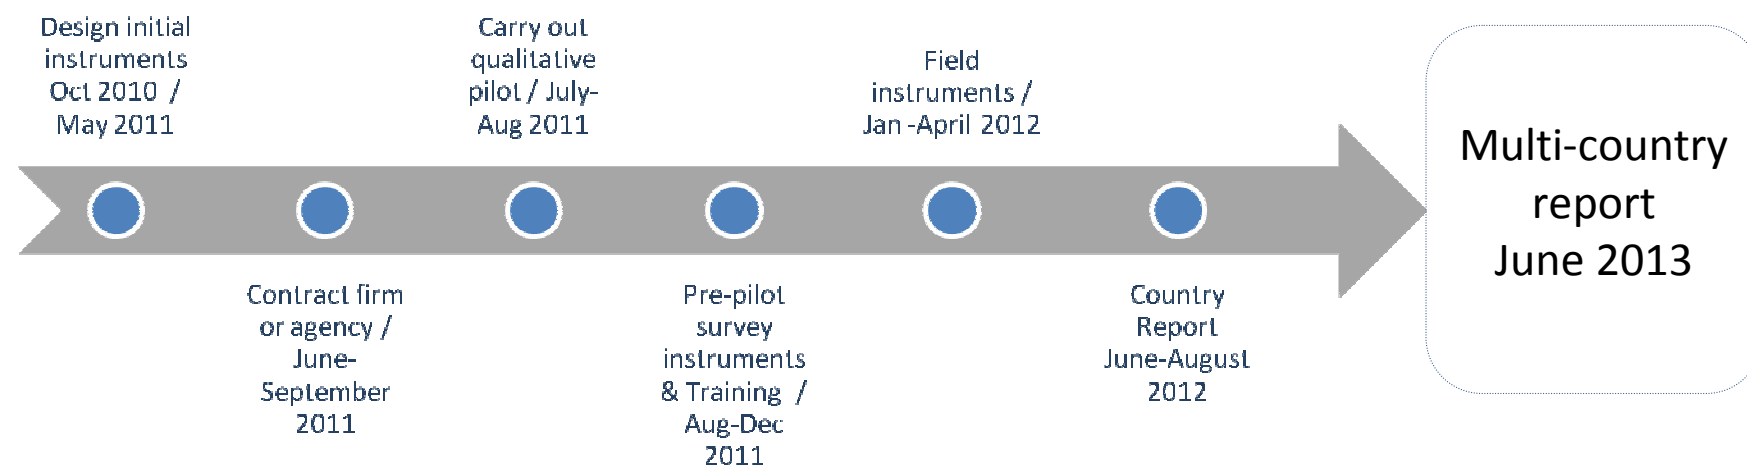 Design initial
instruments
Oct 2010 /
May 2011
Contract firm
or agency /
June-
September
2011
Carry out
qualitative
pilot / July-
Aug 2011
Pre-pilot
survey
instruments
& Training /
Aug-Dec
2011
Field
instruments /
Jan -April 2012
Country
Report
June-August
2012
Multi-country
report
June 2013